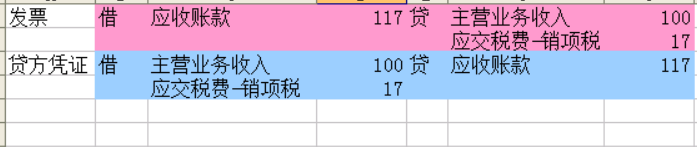 发票 借 应收账款 117 贷 主营业务收入 100
应交税费-销项税 17
贷方凭证 借 主营业务收入 100 贷 应收账款 117
应交税费-销项税 17